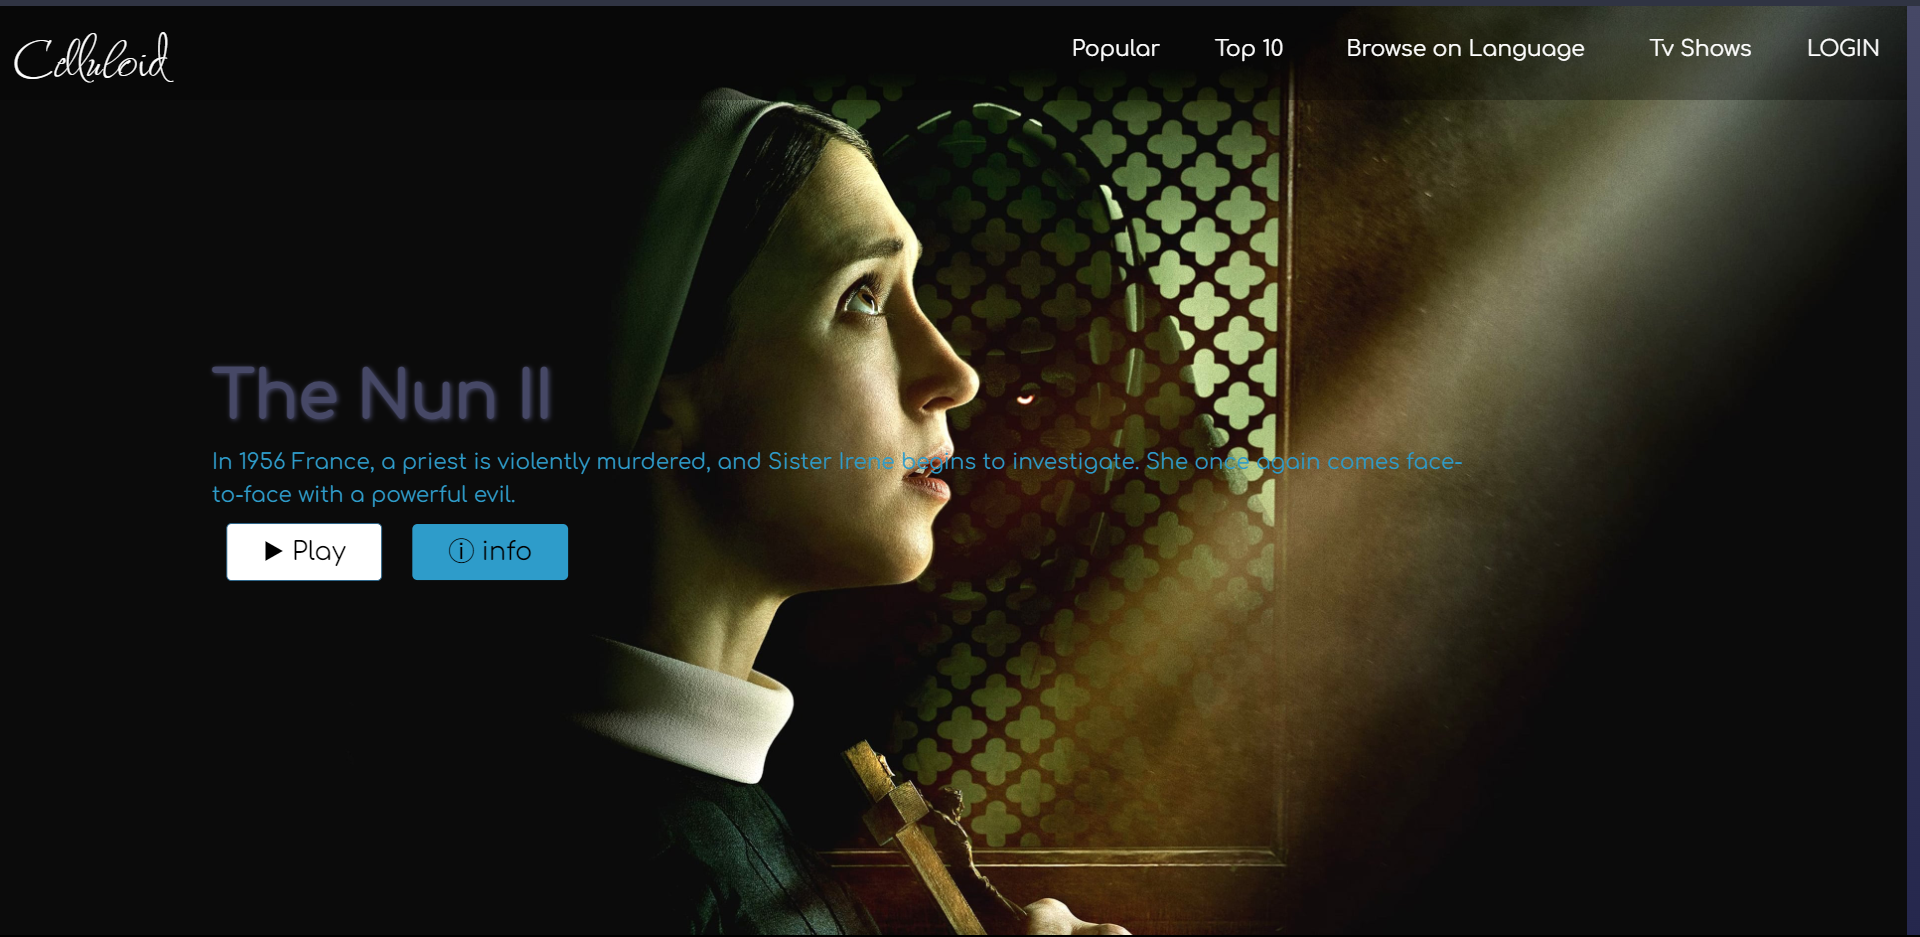 Celluloid
Popular
Top 10
Browse on Language
Tv Shows
LOGIN
The Nun II
In 1956 France, a priest is violently murdered, and Sister Irene begins to investigate. She once again comes face-
to-face with a powerful evil.
▶ Play
ⓘ info